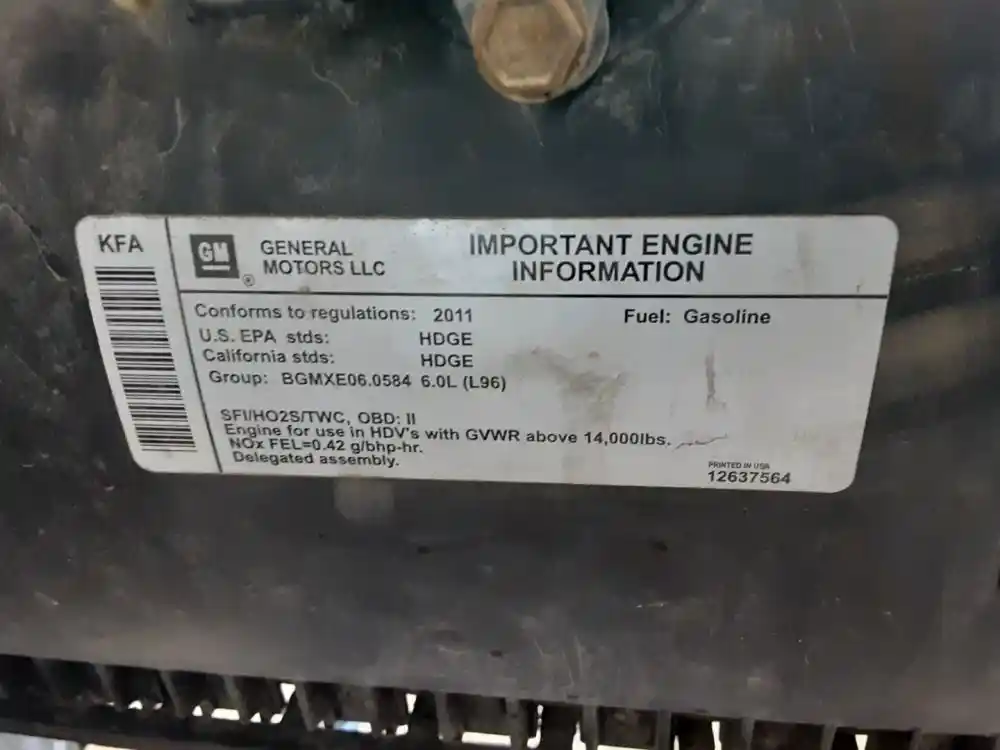 KFA
GM
®
GENERAL
MOTORS LLC
IMPORTANT ENGINE
INFORMATION
Conforms to regulations: 2011
Fuel: Gasoline
U.S. EPA stds: HDGE
California stds: HDGE
Group: BGMXE06.0584 6.0L (L96)
SFI/HO2S/TWC, OBD: II
Engine for use in HDV's with GVWR above 14,000lbs.
NOx FEL=0.42 g/bhp-hr.
Delegated assembly.
PRINTED IN USA
12637564